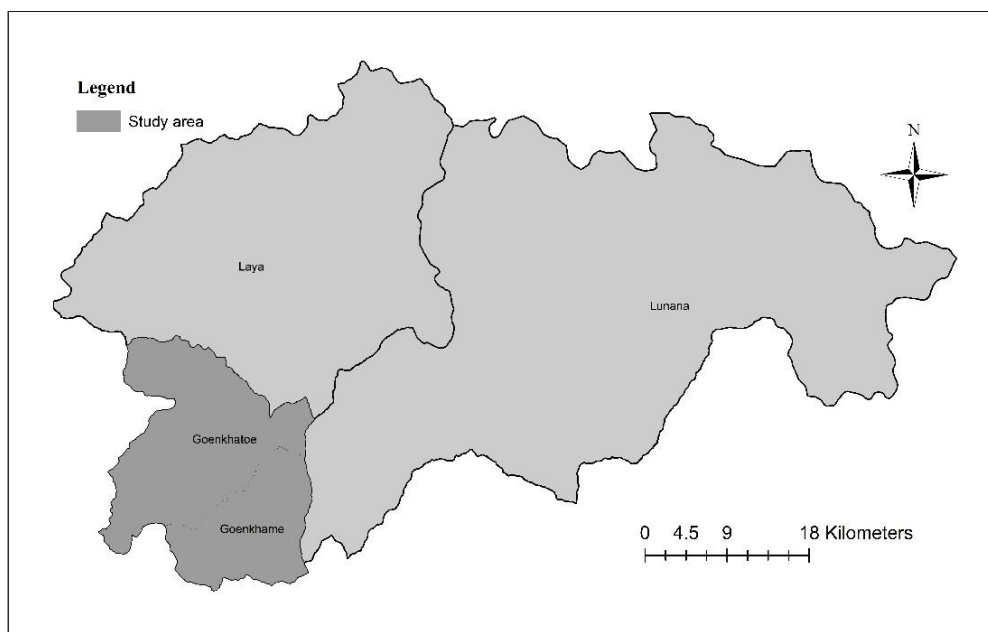 Legend
Study area
N
Laya
Lunana
Goenkhatoe
Goenkhame
0 4.5 9 18 Kilometers